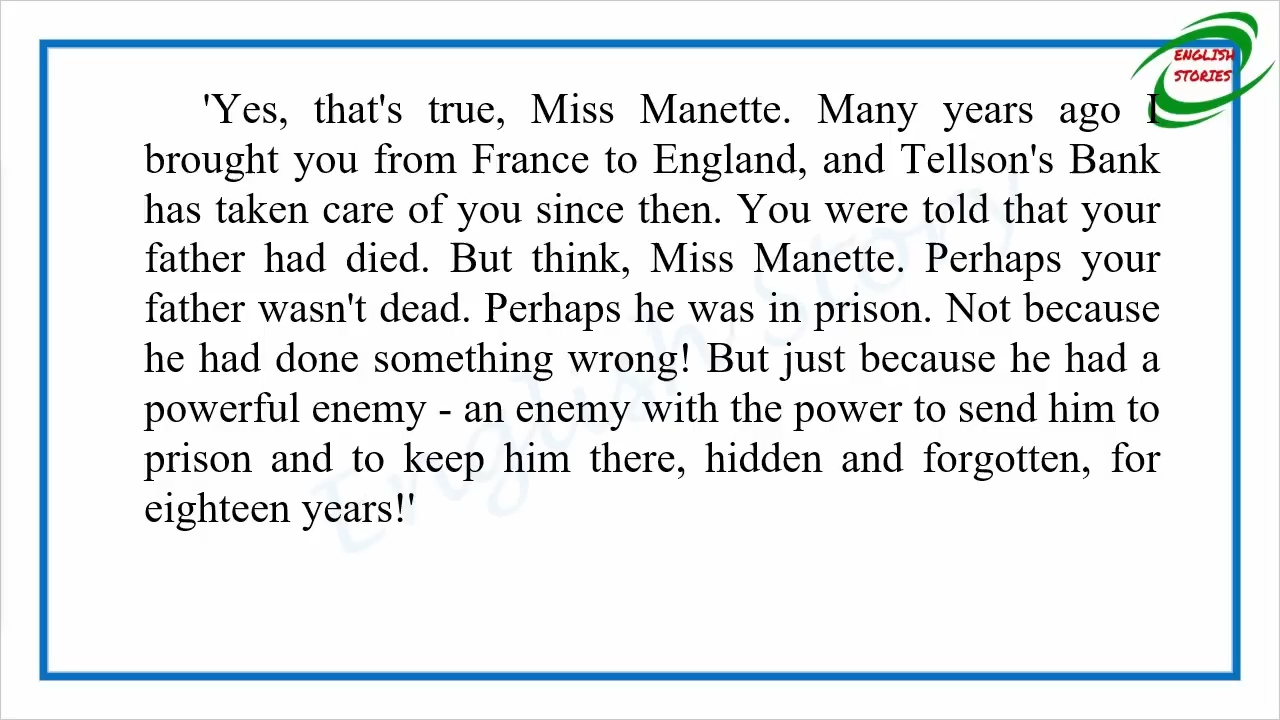 ENGLISH
STORIES
'Yes, that's true, Miss Manette. Many years ago I
brought you from France to England, and Tellson's Bank
has taken care of you since then. You were told that your
father had died. But think, Miss Manette. Perhaps your
father wasn't dead. Perhaps he was in prison. Not because
he had done something wrong! But just because he had a
powerful enemy - an enemy with the power to send him to
prison and to keep him there, hidden and forgotten, for
eighteen years!'
English Story